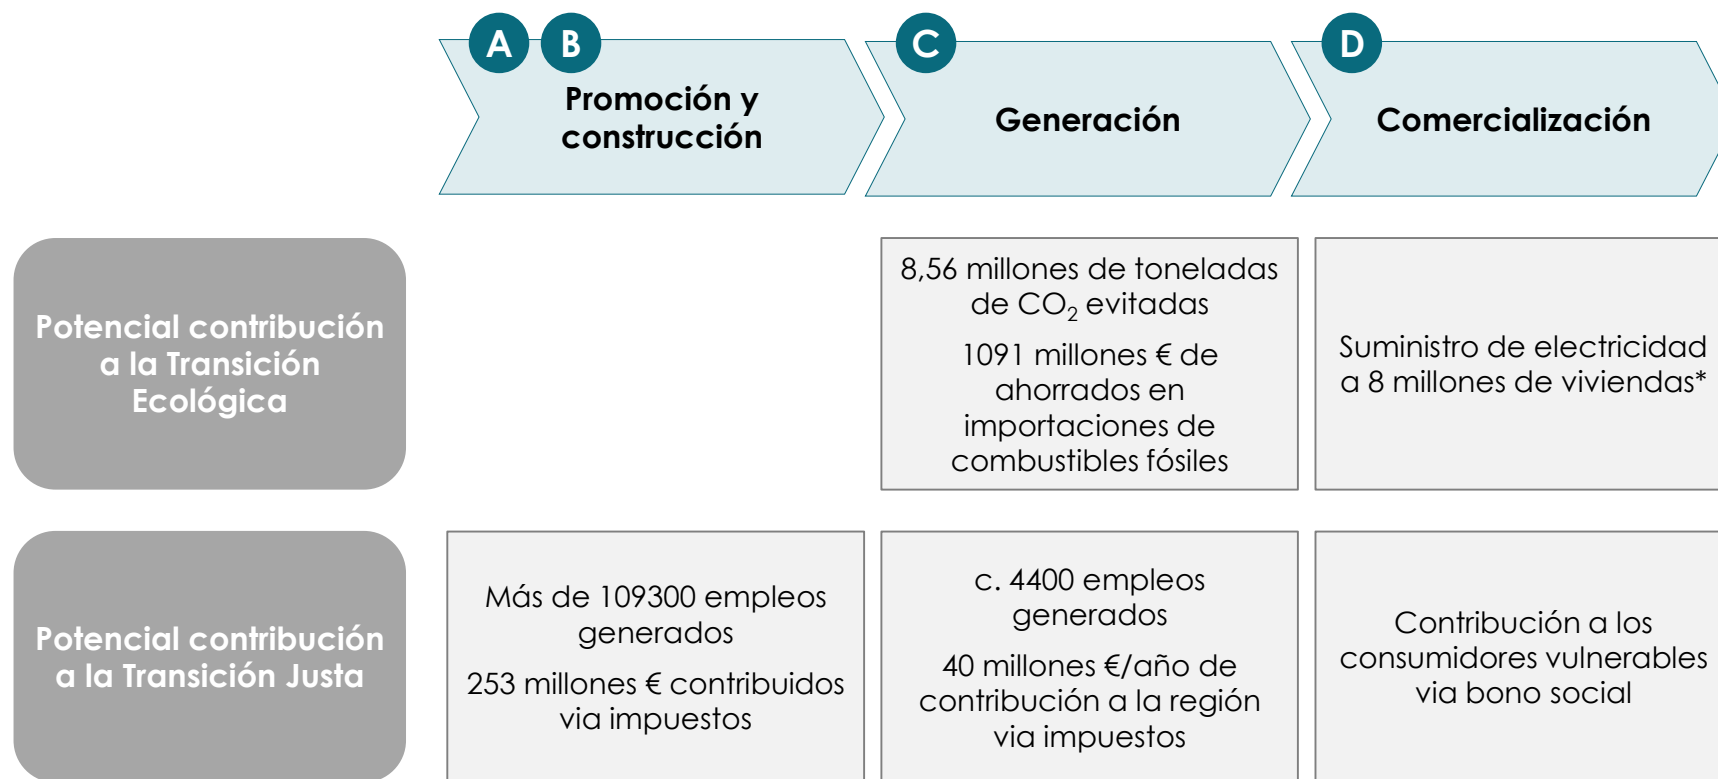 A
B
Promoción y
construcción
C
Generación
D
Comercialización
Potencial contribución
a la Transición
Ecológica
8,56 millones de toneladas
de CO₂ evitadas
1091 millones € de
ahorrados en
importaciones de
combustibles fósiles
Suministro de electricidad
a 8 millones de viviendas*
Potencial contribución
a la Transición Justa
Más de 109300 empleos
generados
253 millones € contribuidos
via impuestos
c. 4400 empleos
generados
40 millones €/año de
contribución a la región
via impuestos
Contribución a los
consumidores vulnerables
via bono social